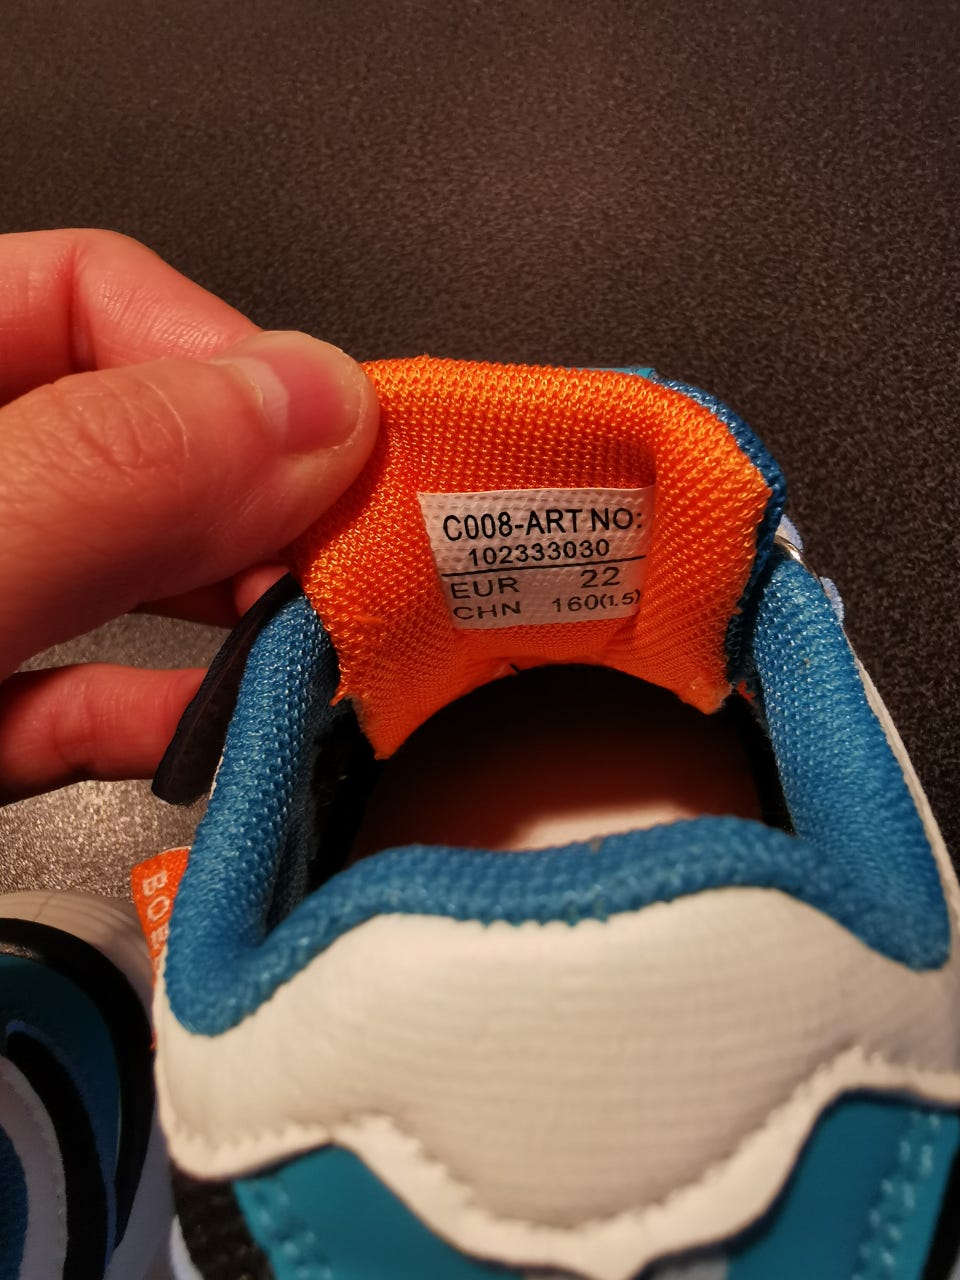 C008-ART NO:
102333030
EUR 22
CHN 160(1.5)